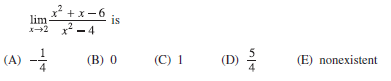 lim x→2 (x² + x − 6)/(x² − 4) is
(A) −1/4 (B) 0 (C) 1 (D) 5/4 (E) nonexistent